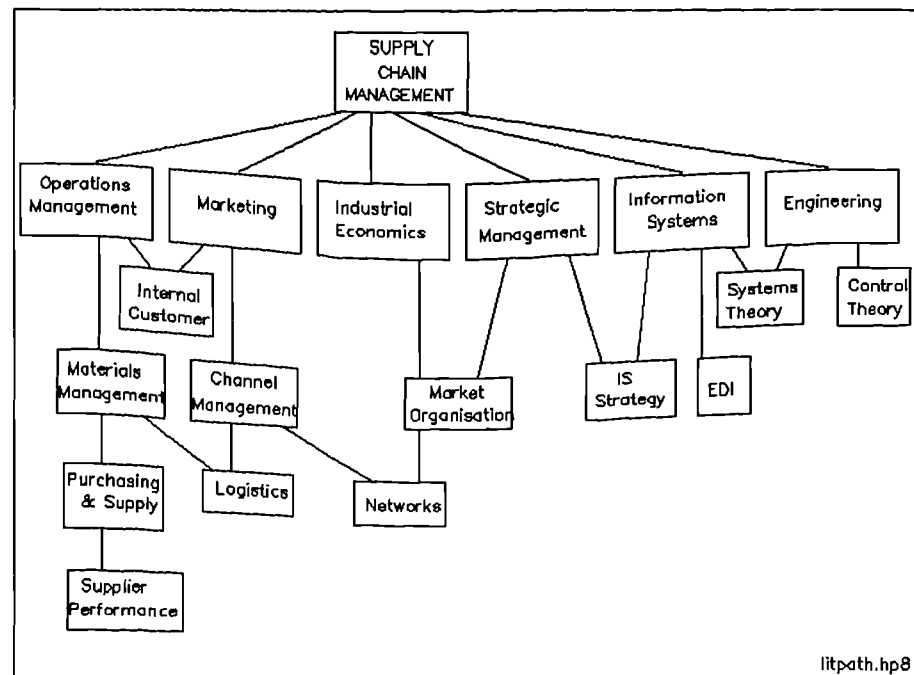 SUPPLY
CHAIN
MANAGEMENT
Operations
Management
Marketing
Industrial
Economics
Strategic
Management
Information
Systems
Engineering
Internal
Customer
Systems
Theory
Control
Theory
Materials
Management
Channel
Management
Market
Organisation
IS
Strategy
EDI
Purchasing
& Supply
Logistics
Networks
Supplier
Performance
litpath.hp8